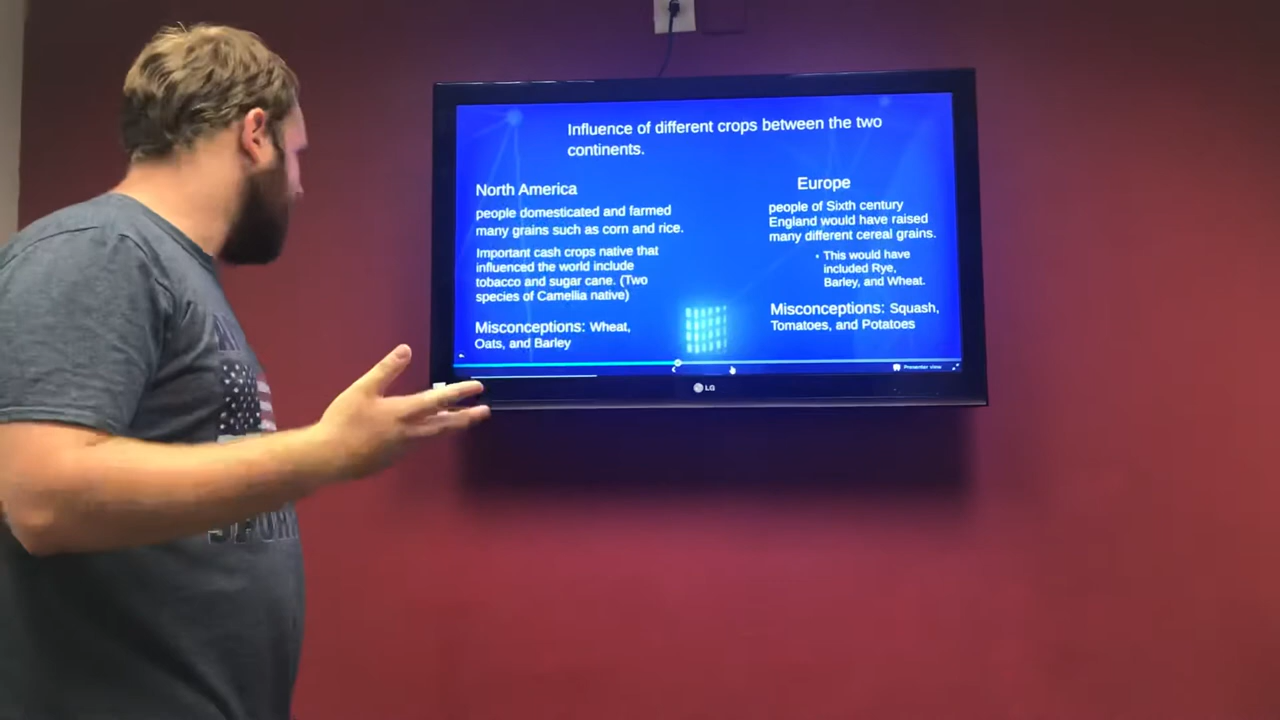 Influence of different crops between the two
continents.
North America
people domesticated and farmed
many grains such as corn and rice.
Important cash crops native that
influenced the world include
tobacco and sugar cane. (Two
species of Camellia native)
Misconceptions: Wheat,
Oats, and Barley
Europe
people of Sixth century
England would have raised
many different cereal grains.
• This would have
included Rye,
Barley, and Wheat.
Misconceptions: Squash,
Tomatoes, and Potatoes
Presenter view
LG